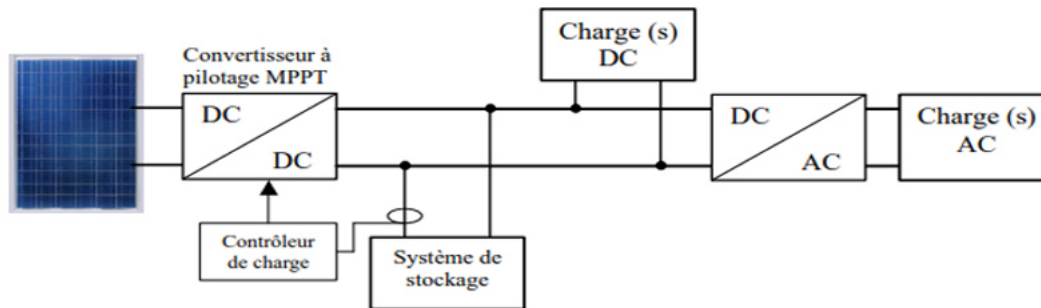 Convertisseur à
pilotage MPPT
DC
DC
Charge (s)
DC
DC
AC
Charge (s)
AC
Contrôleur
de charge
Système de
stockage